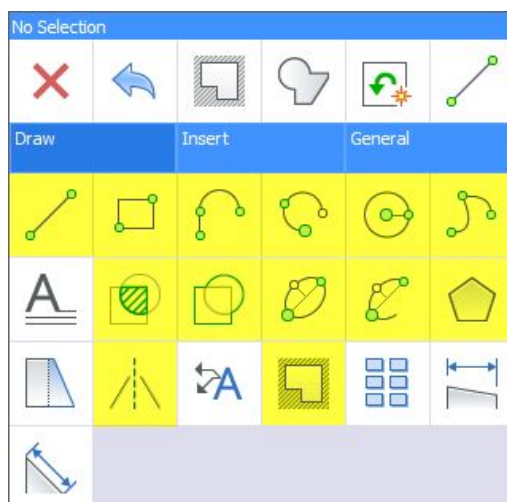 No Selection
Draw
Insert
General
A
A